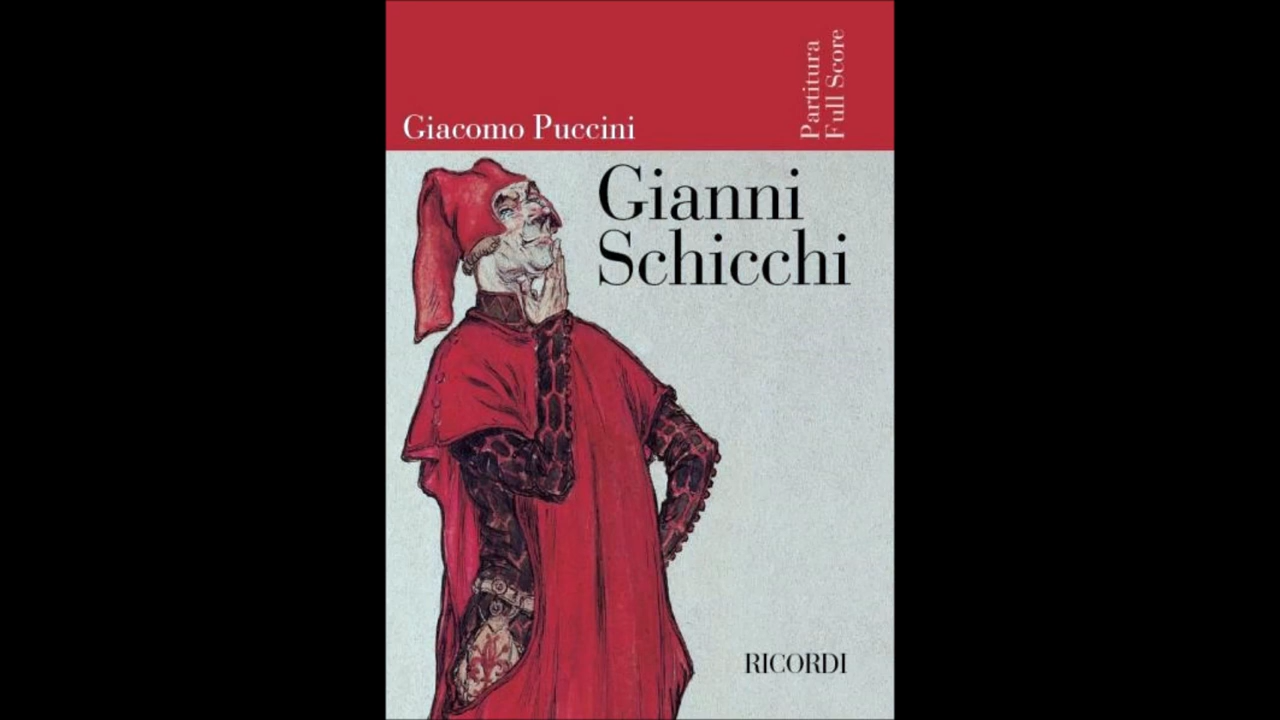 Giacomo Puccini
Partitura
Full Score
Gianni
Schicchi
RICORDI